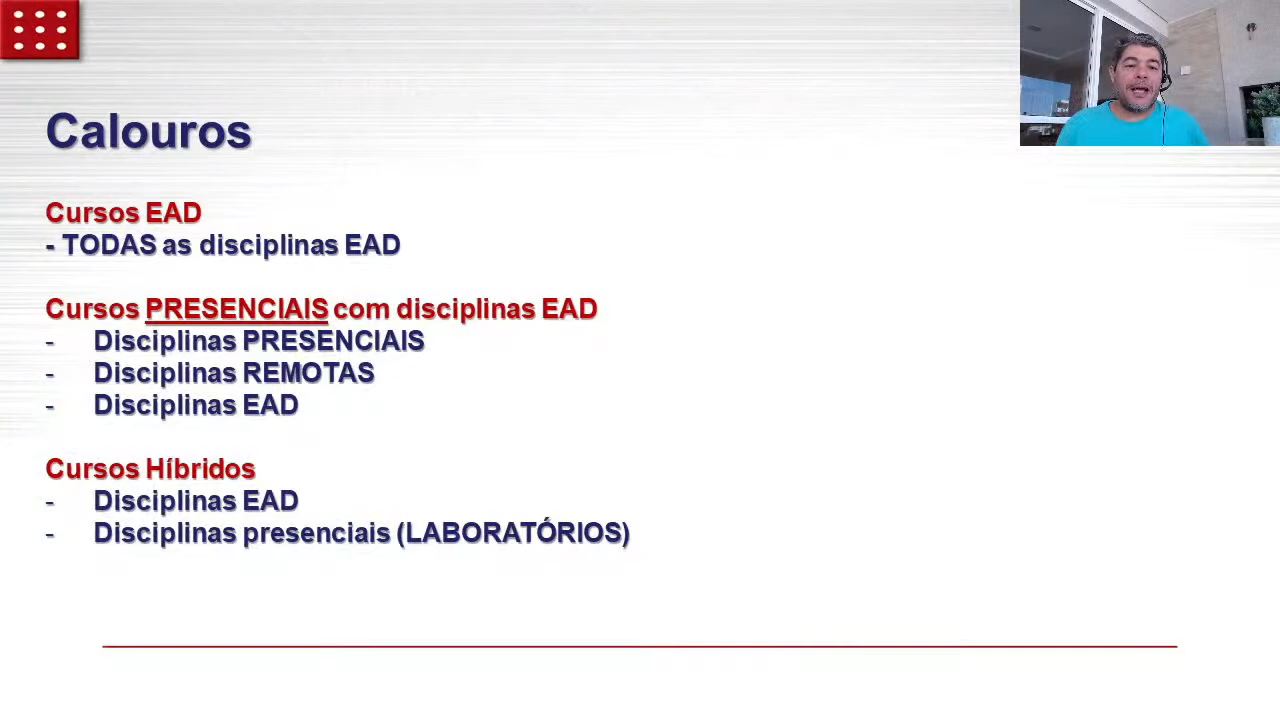 Calouros
Cursos EAD
- TODAS as disciplinas EAD
Cursos PRESENCIAIS com disciplinas EAD
- Disciplinas PRESENCIAIS
- Disciplinas REMOTAS
- Disciplinas EAD
Cursos Híbridos
- Disciplinas EAD
- Disciplinas presenciais (LABORATÓRIOS)